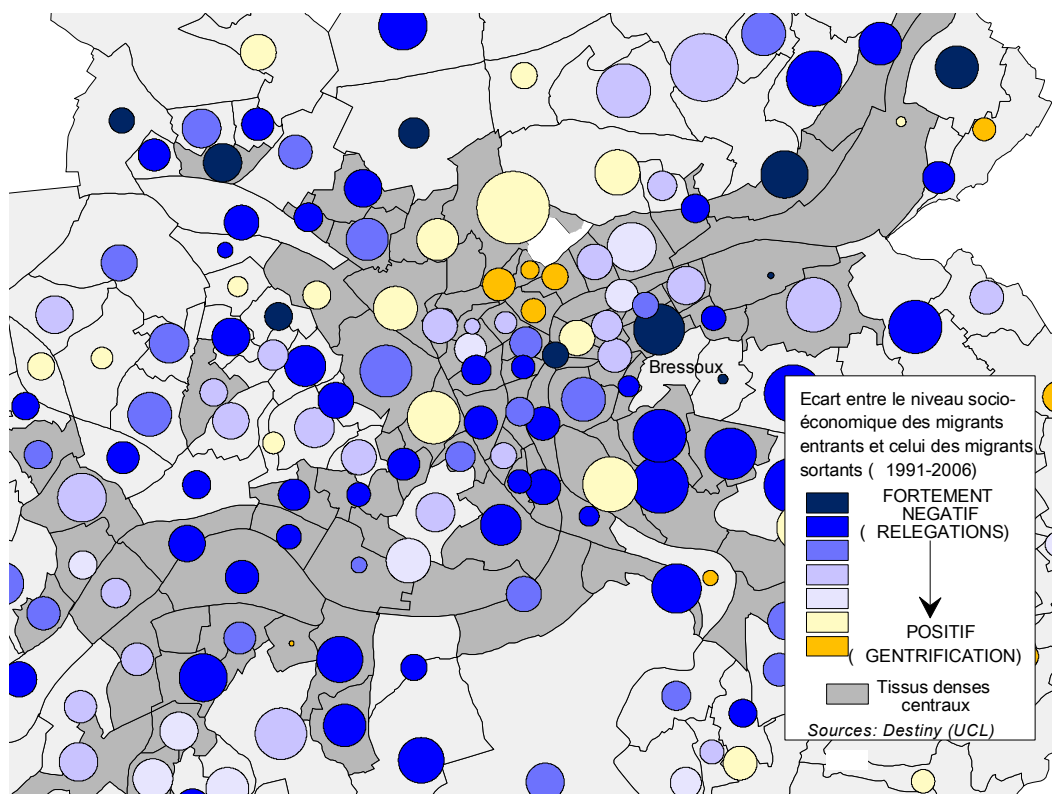 Bressoux
Ecart entre le niveau socio-
économique des migrants
entrants et celui des migrants
sortants ( 1991-2006)
FORTEMENT
NEGATIF
( RELEGATIONS)
POSITIF
( GENTRIFICATION)
Tissus denses
centraux
Sources: Destiny (UCL)